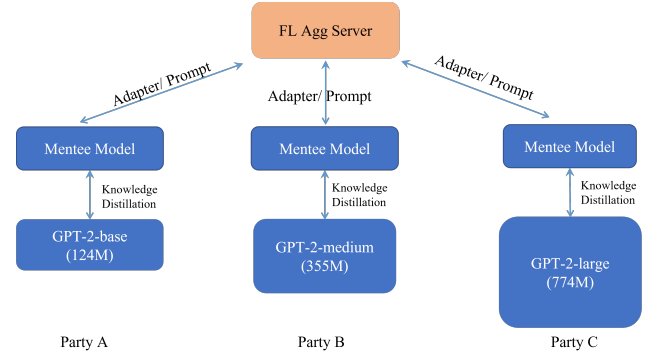 FL Agg Server
Adapter/ Prompt
Adapter/ Prompt
Adapter/ Prompt
Mentee Model
Mentee Model
Mentee Model
Knowledge
Distillation
Knowledge
Distillation
Knowledge
Distillation
GPT-2-base
(124M)
GPT-2-medium
(355M)
GPT-2-large
(774M)
Party A
Party B
Party C